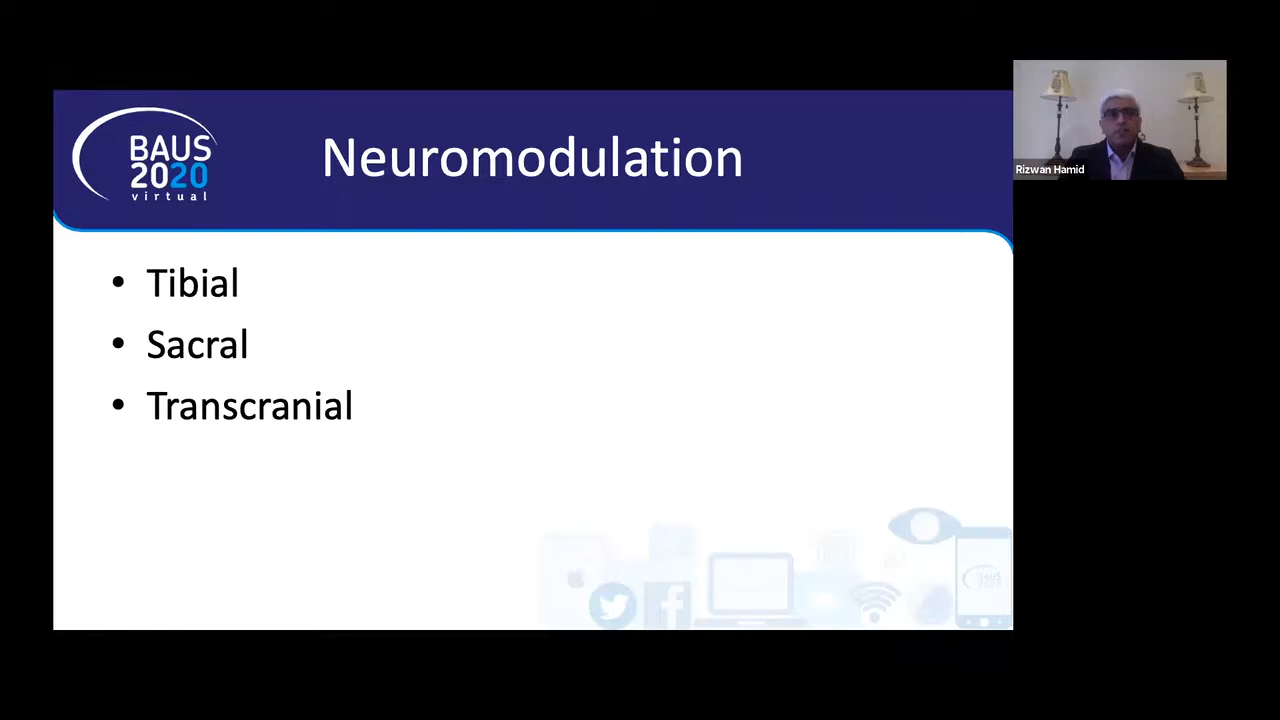 BAUS
2020
virtual
Neuromodulation
Rizwan Hamid
• Tibial
• Sacral
• Transcranial